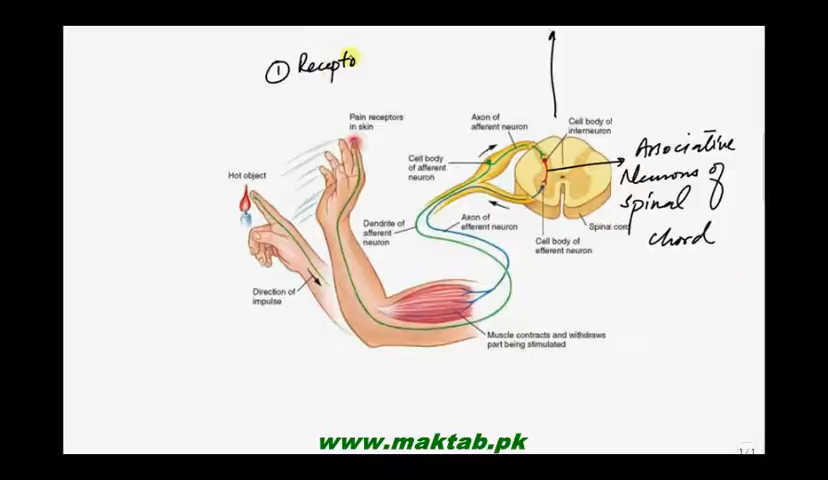 ① Recepto
Pain receptors
in skin
Axon of
afferent neuron
Cell body of
interneuron
Associative
Neurons of
spinal
chord
Cell body
of afferent
neuron
Hot object
Dendrite of
afferent
neuron
Axon of
efferent neuron
Spinal cord
Cell body of
efferent neuron
Direction of
impulse
Muscle contracts and withdraws
part being stimulated
www.maktab.pk
1/1